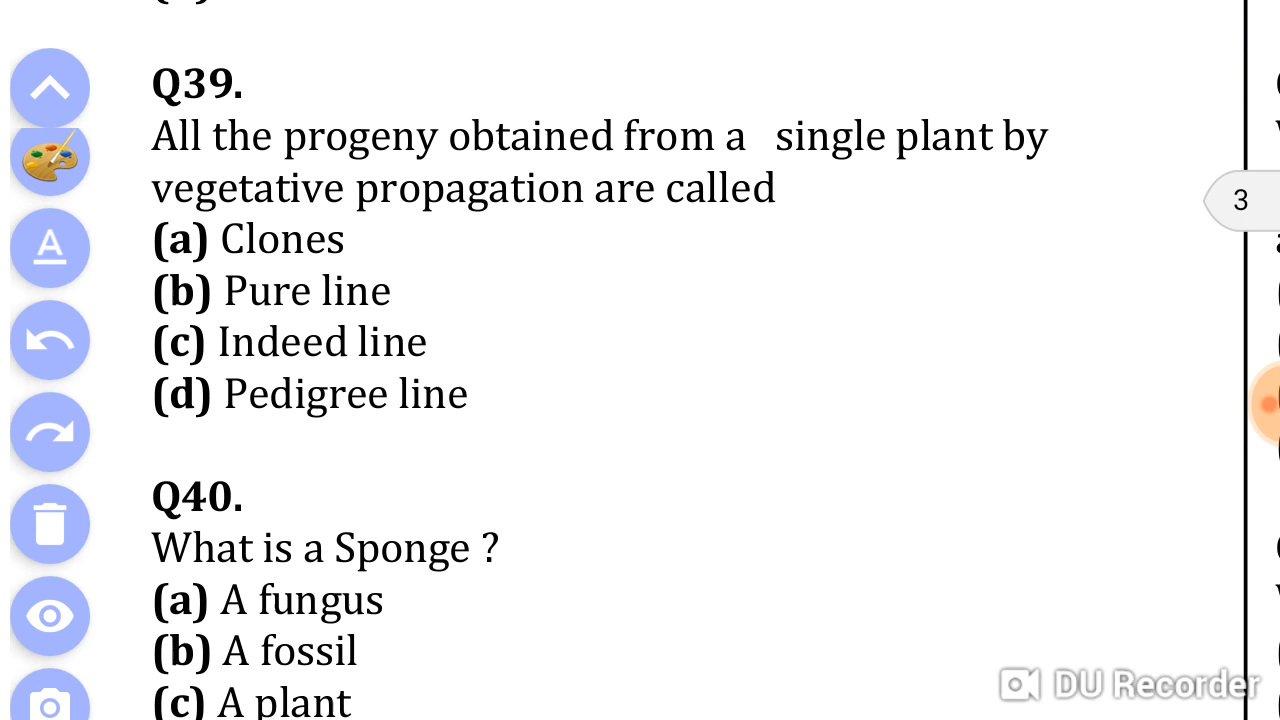 Q39.
All the progeny obtained from a single plant by
vegetative propagation are called
(a) Clones
(b) Pure line
(c) Indeed line
(d) Pedigree line
Q40.
What is a Sponge ?
(a) A fungus
(b) A fossil
(c) A plant
3
A
DU Recorder